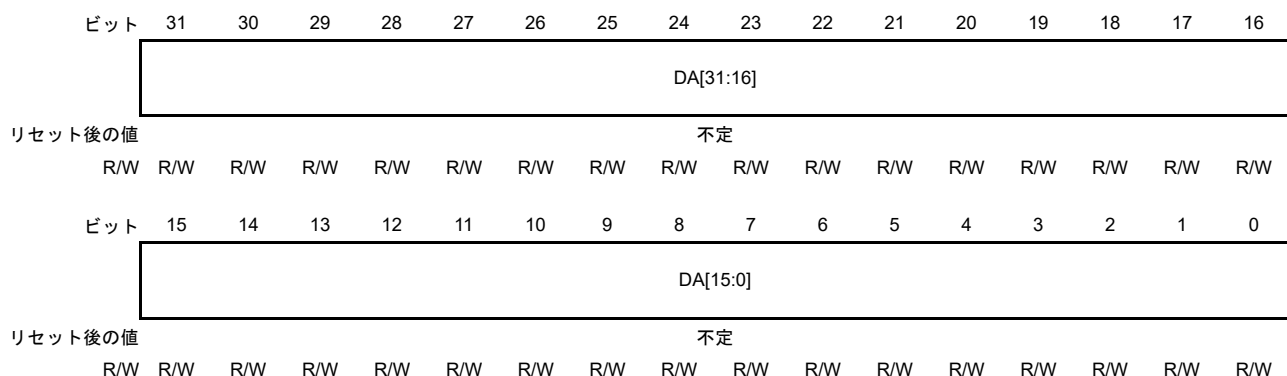 ビット 31 30 29 28 27 26 25 24 23 22 21 20 19 18 17 16
DA[31:16]
リセット後の値 不定
R/W R/W R/W R/W R/W R/W R/W R/W R/W R/W R/W R/W R/W R/W R/W R/W R/W
ビット 15 14 13 12 11 10 9 8 7 6 5 4 3 2 1 0
DA[15:0]
リセット後の値 不定
R/W R/W R/W R/W R/W R/W R/W R/W R/W R/W R/W R/W R/W R/W R/W R/W R/W